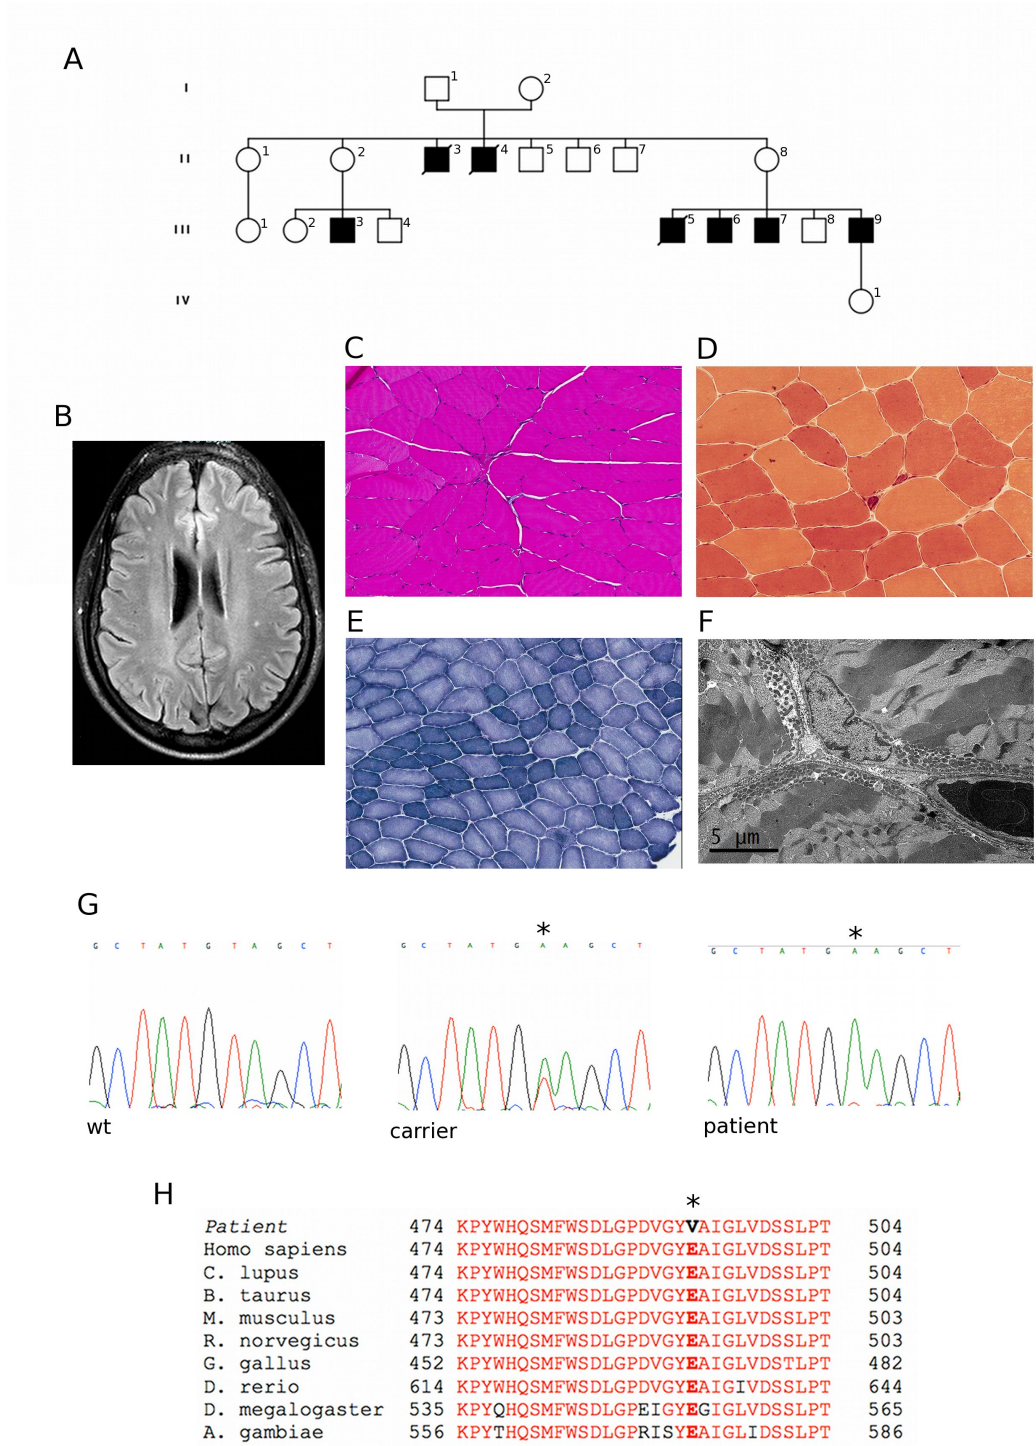 A
I
1
2
II
1
2
3
4
5
6
7
8
III
1
2
3
4
5
6
7
8
9
IV
1
B
C
D
E
F
5 µm
G
G C T A T G T A G C T
wt
*
G C T A T G A A G C T
carrier
*
G C T A T G A A G C T
patient
H
*
Patient 474 KPYWHQSMFWSDLGPDVGYVAIGLVDSSLPT 504
Homo sapiens 474 KPYWHQSMFWSDLGPDVGYEAIGLVDSSLPT 504
C. lupus 474 KPYWHQSMFWSDLGPDVGYEAIGLVDSSLPT 504
B. taurus 474 KPYWHQSMFWSDLGPDVGYEAIGLVDSSLPT 504
M. musculus 473 KPYWHQSMFWSDLGPDVGYEAIGLVDSSLPT 503
R. norvegicus 473 KPYWHQSMFWSDLGPDVGYEAIGLVDSSLPT 503
G. gallus 452 KPYWHQSMFWSDLGPDVGYEAIGLVDSTLPT 482
D. rerio 614 KPYWHQSMFWSDLGPDVGYEAIGIVDSSLPT 644
D. megalogaster 535 KPYQHQSMFWSDLGPEIGYEGIGLVDSSLPT 565
A. gambiae 556 KPYTHQSMFWSDLGPRISYEAIGLIDSSLPT 586